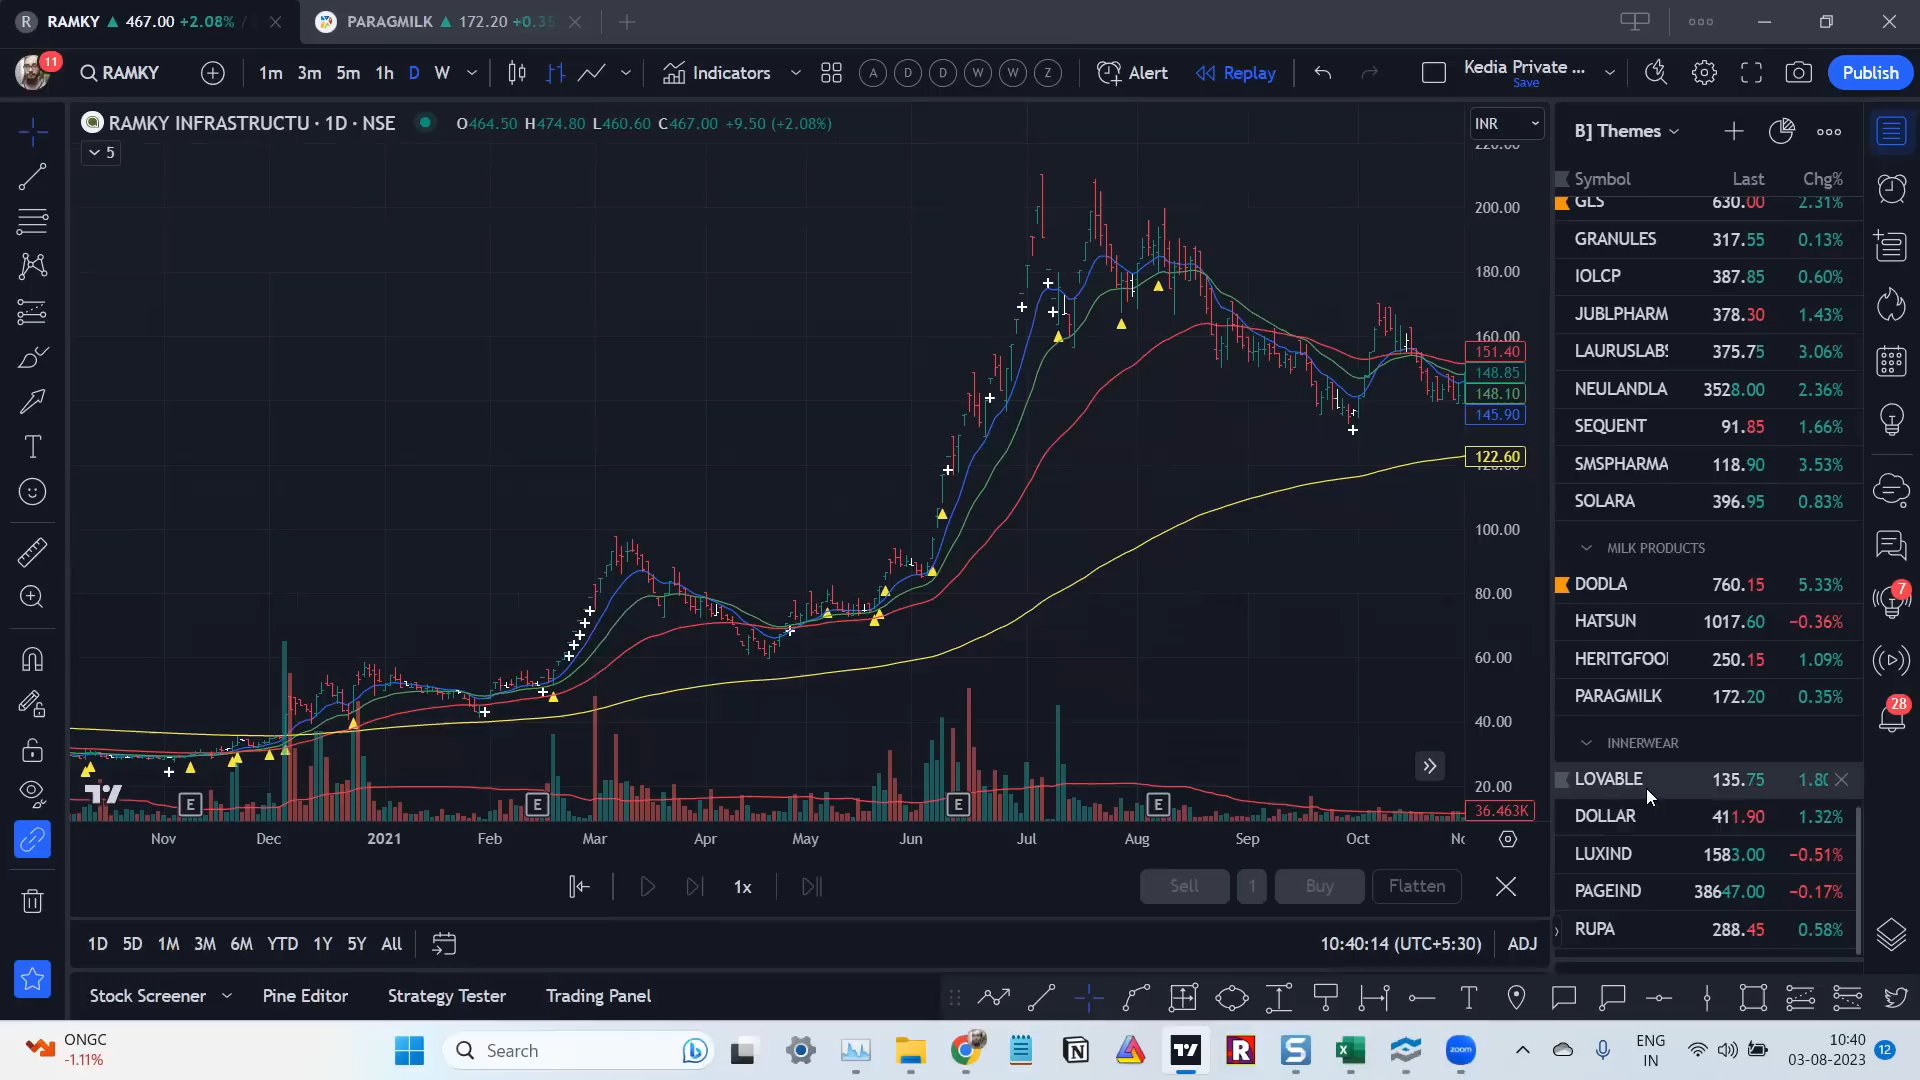 R RAMKY ▲ 467.00 +2.08% /
PARAGMILK ▲ 172.20 +0.35
11
RAMKY
1m 3m 5m 1h D W
Indicators
A D D W W Z
Alert
Replay
Kedia Private ...
Save
Publish
RAMKY INFRASTRUCTU · 1D · NSE
O464.50 H474.80 L460.60 C467.00 +9.50 (+2.08%)
5
INR
200.00
180.00
160.00
151.40
148.85
148.10
145.90
122.60
100.00
80.00
60.00
40.00
20.00
36.463K
E E E E
Nov Dec 2021 Feb Mar Apr May Jun Jul Aug Sep Oct
1x
Sell 1 Buy Flatten
1D 5D 1M 3M 6M YTD 1Y 5Y All
10:40:14 (UTC+5:30) ADJ
Stock Screener Pine Editor Strategy Tester Trading Panel
B] Themes
Symbol Last Chg%
GLS 630.00 2.31%
GRANULES 317.55 0.13%
IOLCP 387.85 0.60%
JUBLPHARM 378.30 1.43%
LAURUSLABS 375.75 3.06%
NEULANDLA 3528.00 2.36%
SEQUENT 91.85 1.66%
SMSPHARMA 118.90 3.53%
SOLARA 396.95 0.83%
MILK PRODUCTS
DODLA 760.15 5.33%
HATSUN 1017.60 −0.36%
HERITGFOO 250.15 1.09%
PARAGMILK 172.20 0.35%
INNERWEAR
LOVABLE 135.75 1.80
DOLLAR 411.90 1.32%
LUXIND 1583.00 −0.51%
PAGEIND 38647.00 −0.17%
RUPA 288.45 0.58%
7
28
ONGC
-1.11%
Search
zoom
ENG
IN
10:40
03-08-2023
12